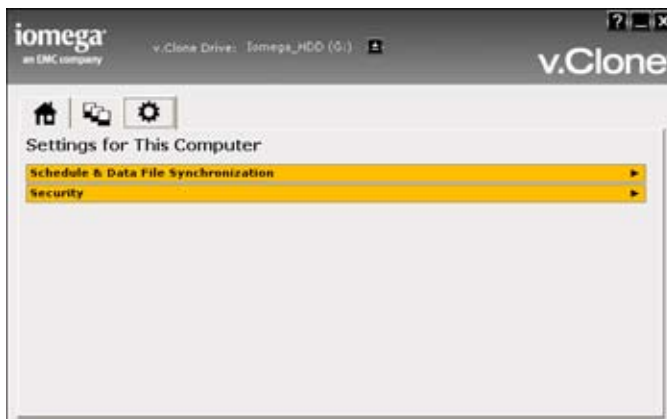 iomega
an EMC company
v.Clone Drive: Iomega_HDD (G:)
v.Clone
Settings for This Computer
Schedule & Data File Synchronization
Security